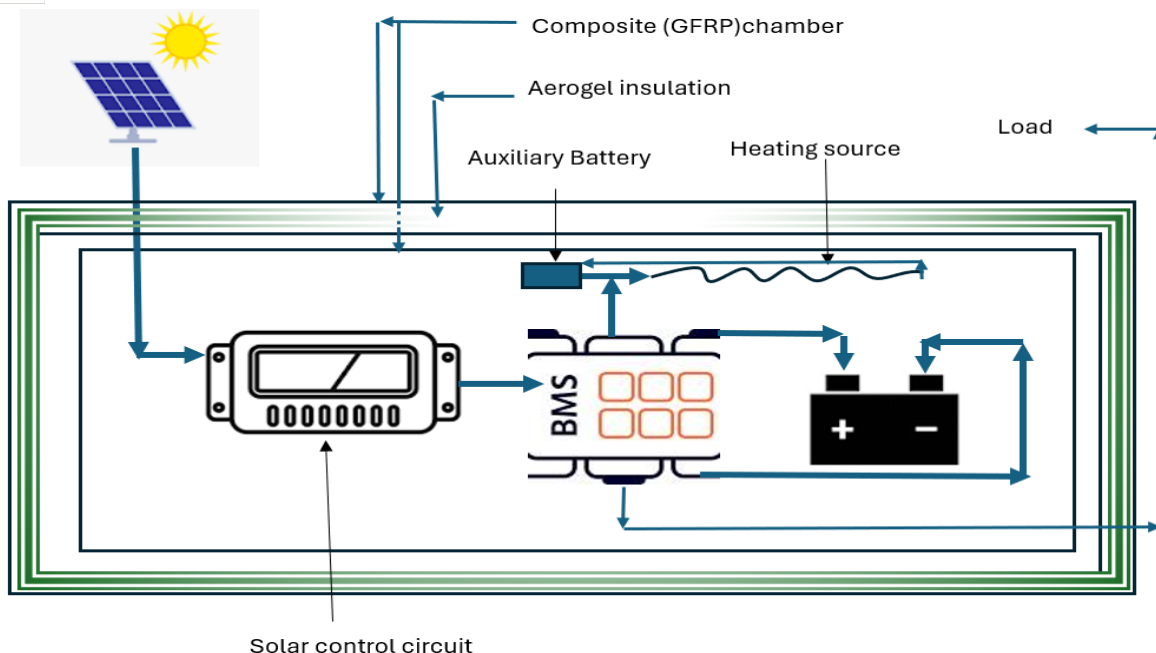 Composite (GFRP)chamber
Aerogel insulation
Load
Auxiliary Battery
Heating source
BMS
+
−
Solar control circuit